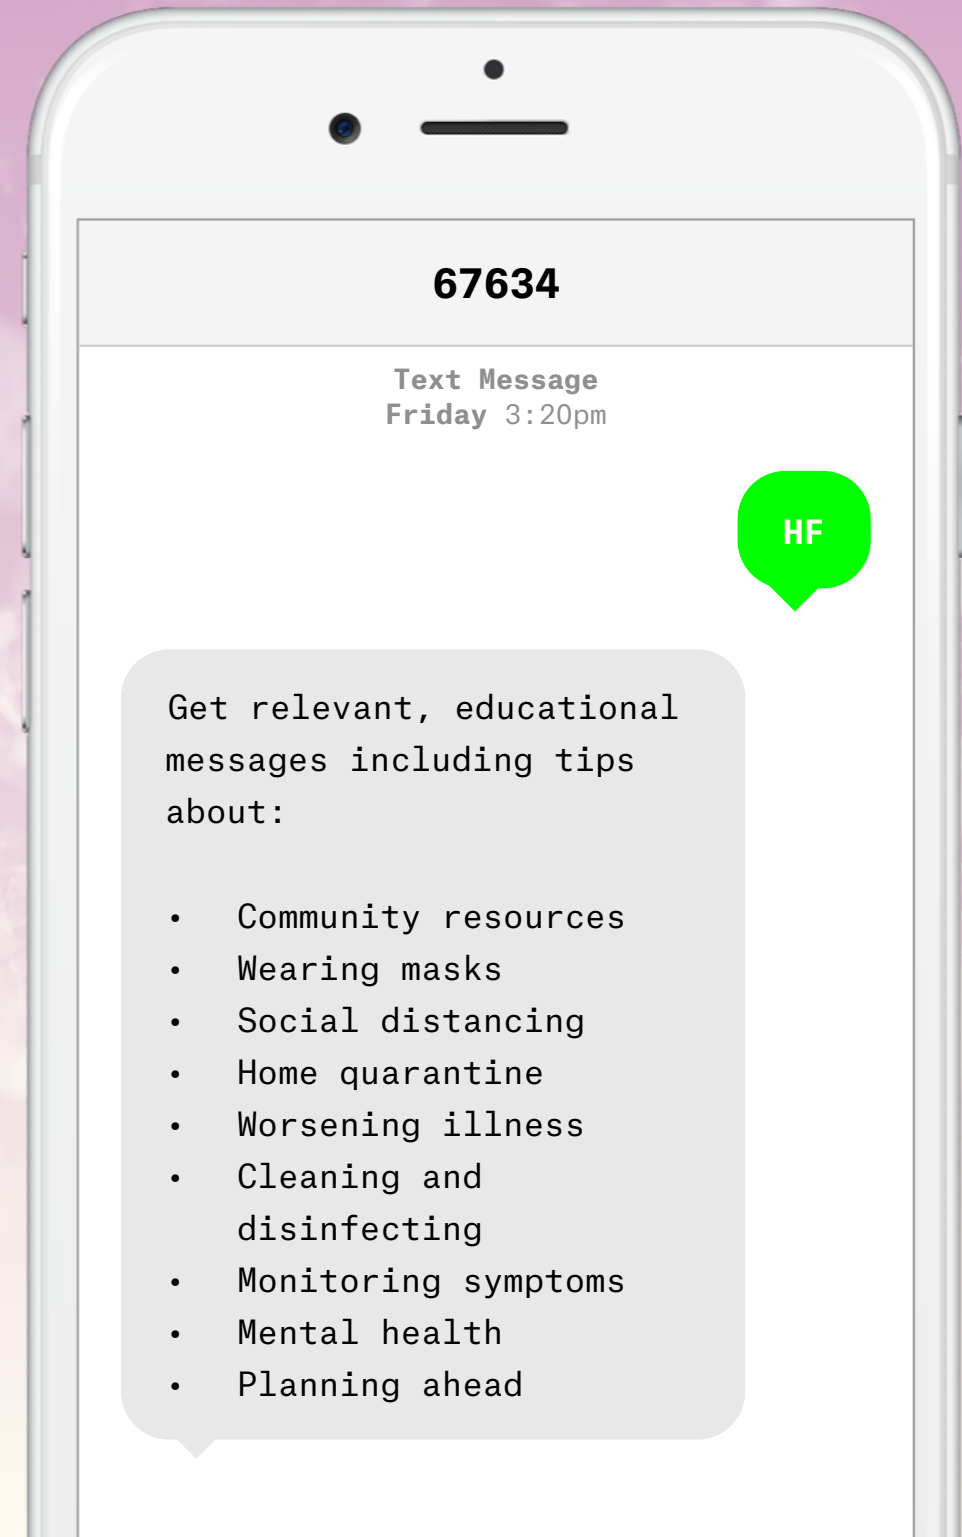 67634
Text Message
Friday 3:20pm
HF
Get relevant, educational
messages including tips
about:
• Community resources
• Wearing masks
• Social distancing
• Home quarantine
• Worsening illness
• Cleaning and
disinfecting
• Monitoring symptoms
• Mental health
• Planning ahead